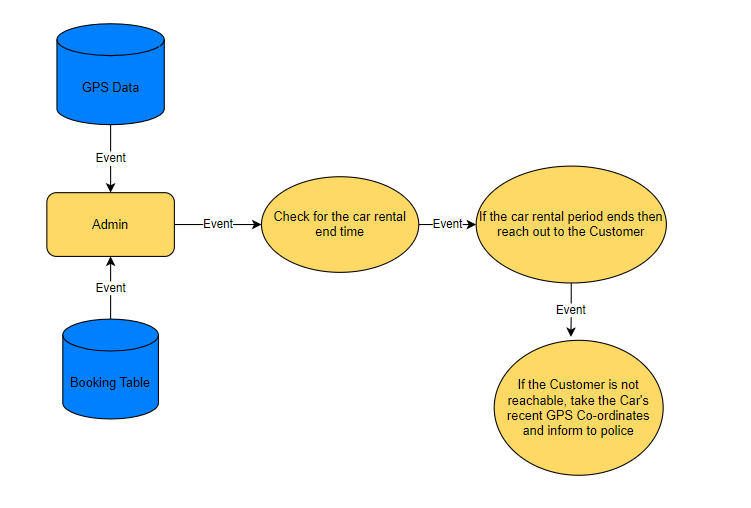 GPS Data
Event
Admin
Event
Check for the car rental
end time
Event
If the car rental period ends then
reach out to the Customer
Event
Booking Table
Event
If the Customer is not
reachable, take the Car's
recent GPS Co-ordinates
and inform to police